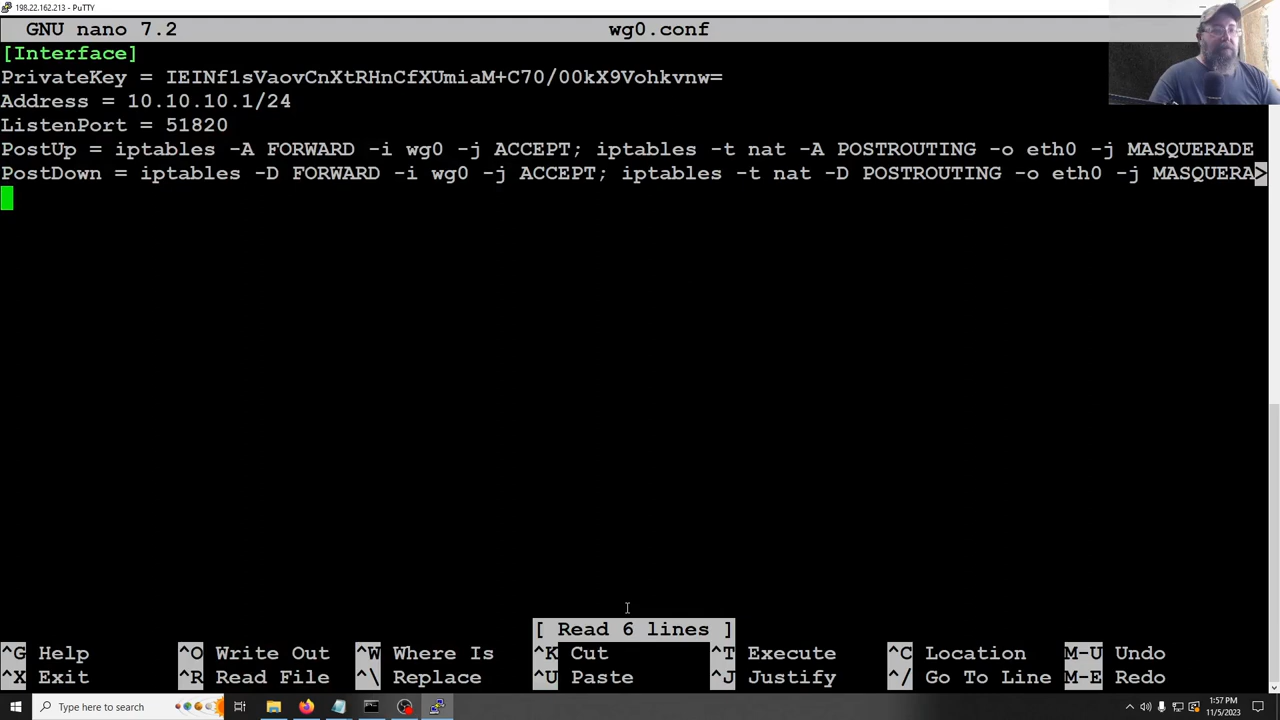 198.22.162.213 - PuTTY
GNU nano 7.2 wg0.conf
[Interface]
PrivateKey = IEINf1sVaovCnXtRHnCfXUmiaM+C70/00kX9Vohkvnw=
Address = 10.10.10.1/24
ListenPort = 51820
PostUp = iptables -A FORWARD -i wg0 -j ACCEPT; iptables -t nat -A POSTROUTING -o eth0 -j MASQUERADE
PostDown = iptables -D FORWARD -i wg0 -j ACCEPT; iptables -t nat -D POSTROUTING -o eth0 -j MASQUERA>
[ Read 6 lines ]
^G Help ^O Write Out ^W Where Is ^K Cut ^T Execute ^C Location M-U Undo
^X Exit ^R Read File ^\ Replace ^U Paste ^J Justify ^/ Go To Line M-E Redo
Type here to search
1:57 PM
11/5/2023